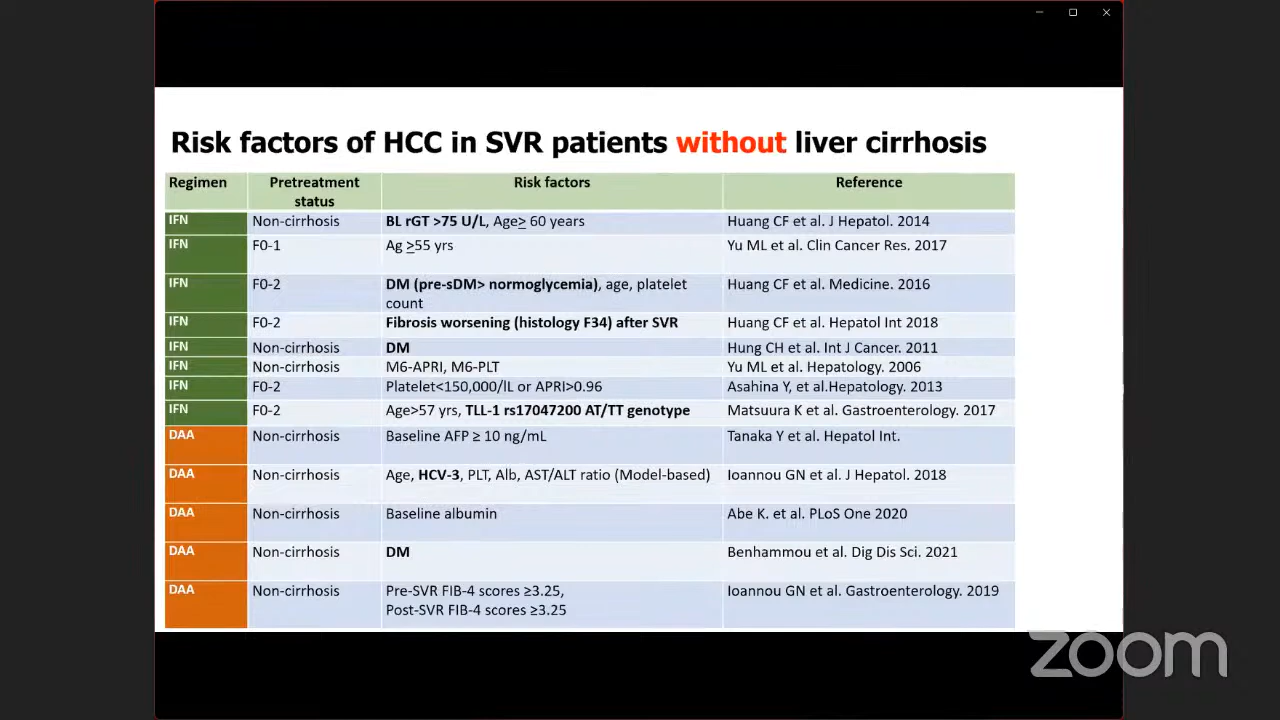 Risk factors of HCC in SVR patients without liver cirrhosis
Regimen Pretreatment status Risk factors Reference
IFN Non-cirrhosis BL rGT >75 U/L, Age≥ 60 years Huang CF et al. J Hepatol. 2014
IFN F0-1 Ag ≥55 yrs Yu ML et al. Clin Cancer Res. 2017
IFN F0-2 DM (pre-sDM> normoglycemia), age, platelet count Huang CF et al. Medicine. 2016
IFN F0-2 Fibrosis worsening (histology F34) after SVR Huang CF et al. Hepatol Int 2018
IFN Non-cirrhosis DM Hung CH et al. Int J Cancer. 2011
IFN Non-cirrhosis M6-APRI, M6-PLT Yu ML et al. Hepatology. 2006
IFN F0-2 Platelet<150,000/lL or APRI>0.96 Asahina Y, et al.Hepatology. 2013
IFN F0-2 Age>57 yrs, TLL-1 rs17047200 AT/TT genotype Matsuura K et al. Gastroenterology. 2017
DAA Non-cirrhosis Baseline AFP ≥ 10 ng/mL Tanaka Y et al. Hepatol Int.
DAA Non-cirrhosis Age, HCV-3, PLT, Alb, AST/ALT ratio (Model-based) Ioannou GN et al. J Hepatol. 2018
DAA Non-cirrhosis Baseline albumin Abe K. et al. PLoS One 2020
DAA Non-cirrhosis DM Benhammou et al. Dig Dis Sci. 2021
DAA Non-cirrhosis Pre-SVR FIB-4 scores ≥3.25, Ioannou GN et al. Gastroenterology. 2019
Post-SVR FIB-4 scores ≥3.25
zoom